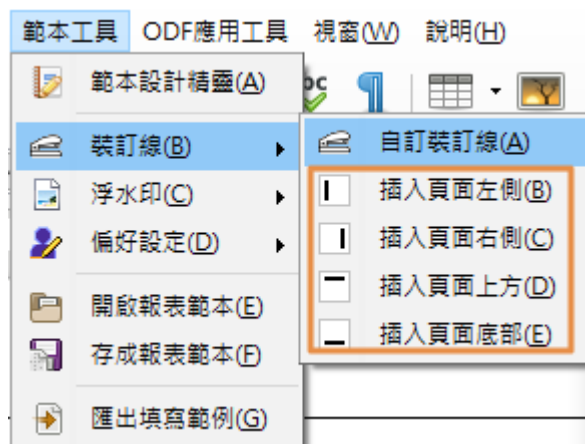 範本工具 ODF應用工具 視窗(W) 說明(H)
範本設計精靈(A)
裝訂線(B)
浮水印(C)
偏好設定(D)
開啟報表範本(E)
存成報表範本(F)
匯出填寫範例(G)
自訂裝訂線(A)
插入頁面左側(B)
插入頁面右側(C)
插入頁面上方(D)
插入頁面底部(E)